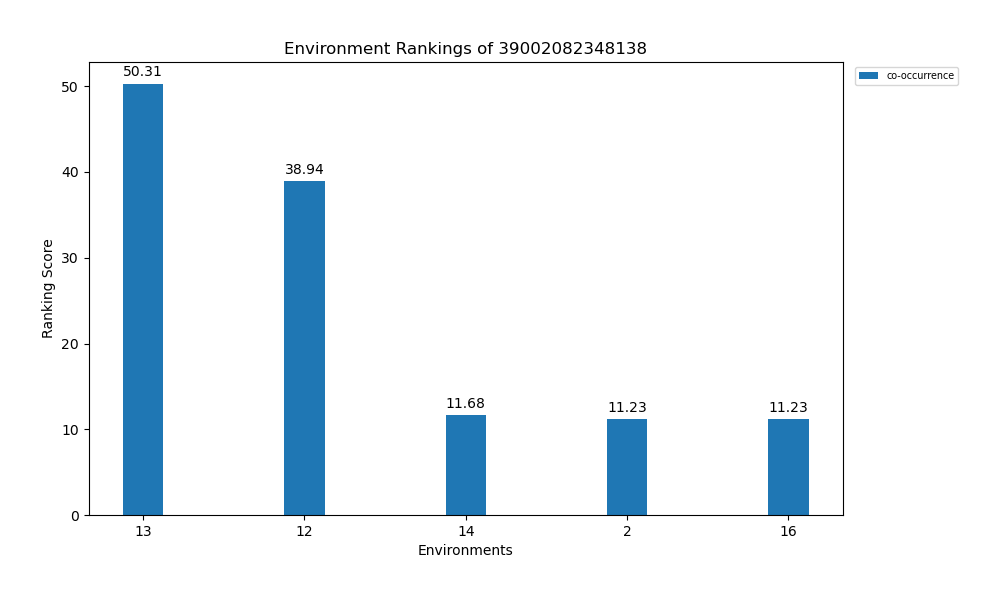 Environment Rankings of 39002082348138
co-occurrence
50.31
38.94
11.68
11.23
11.23
50
40
30
20
10
0
Ranking Score
13 12 14 2 16
Environments